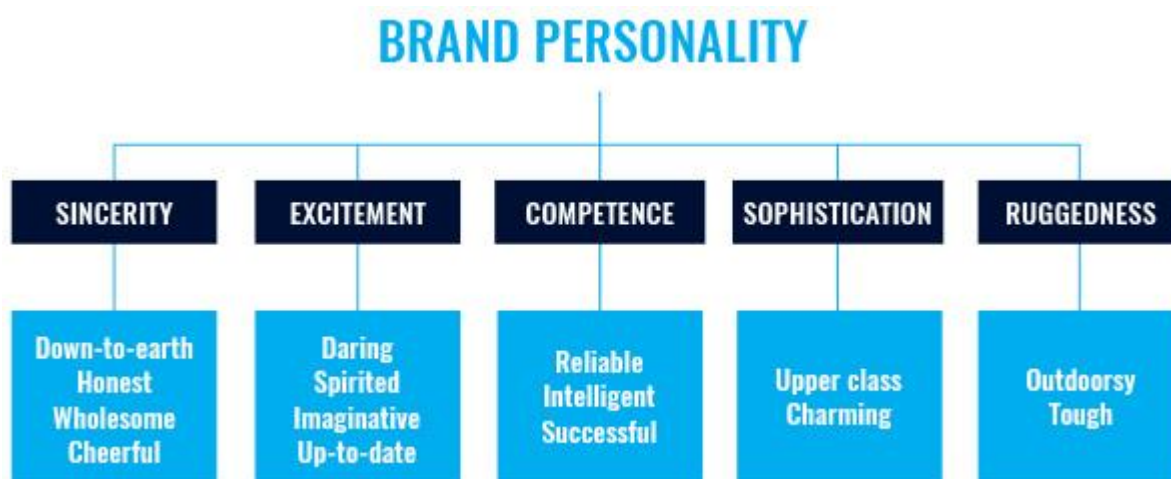 BRAND PERSONALITY
SINCERITY
EXCITEMENT
COMPETENCE
SOPHISTICATION
RUGGEDNESS
Down-to-earth
Honest
Wholesome
Cheerful
Daring
Spirited
Imaginative
Up-to-date
Reliable
Intelligent
Successful
Upper class
Charming
Outdoorsy
Tough